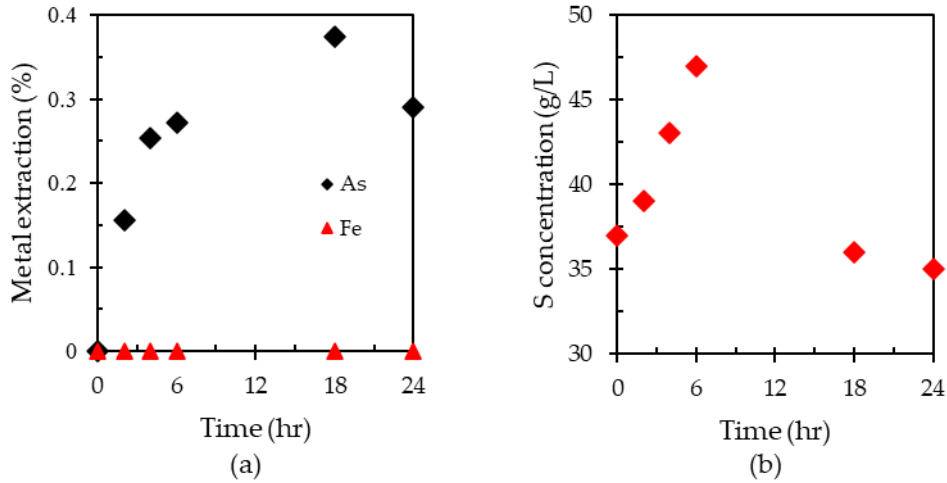 0.4
0.3
0.2
0.1
0
Metal extraction (%)
As
Fe
0 6 12 18 24
Time (hr)
(a)
50
45
40
35
30
S concentration (g/L)
0 6 12 18 24
Time (hr)
(b)